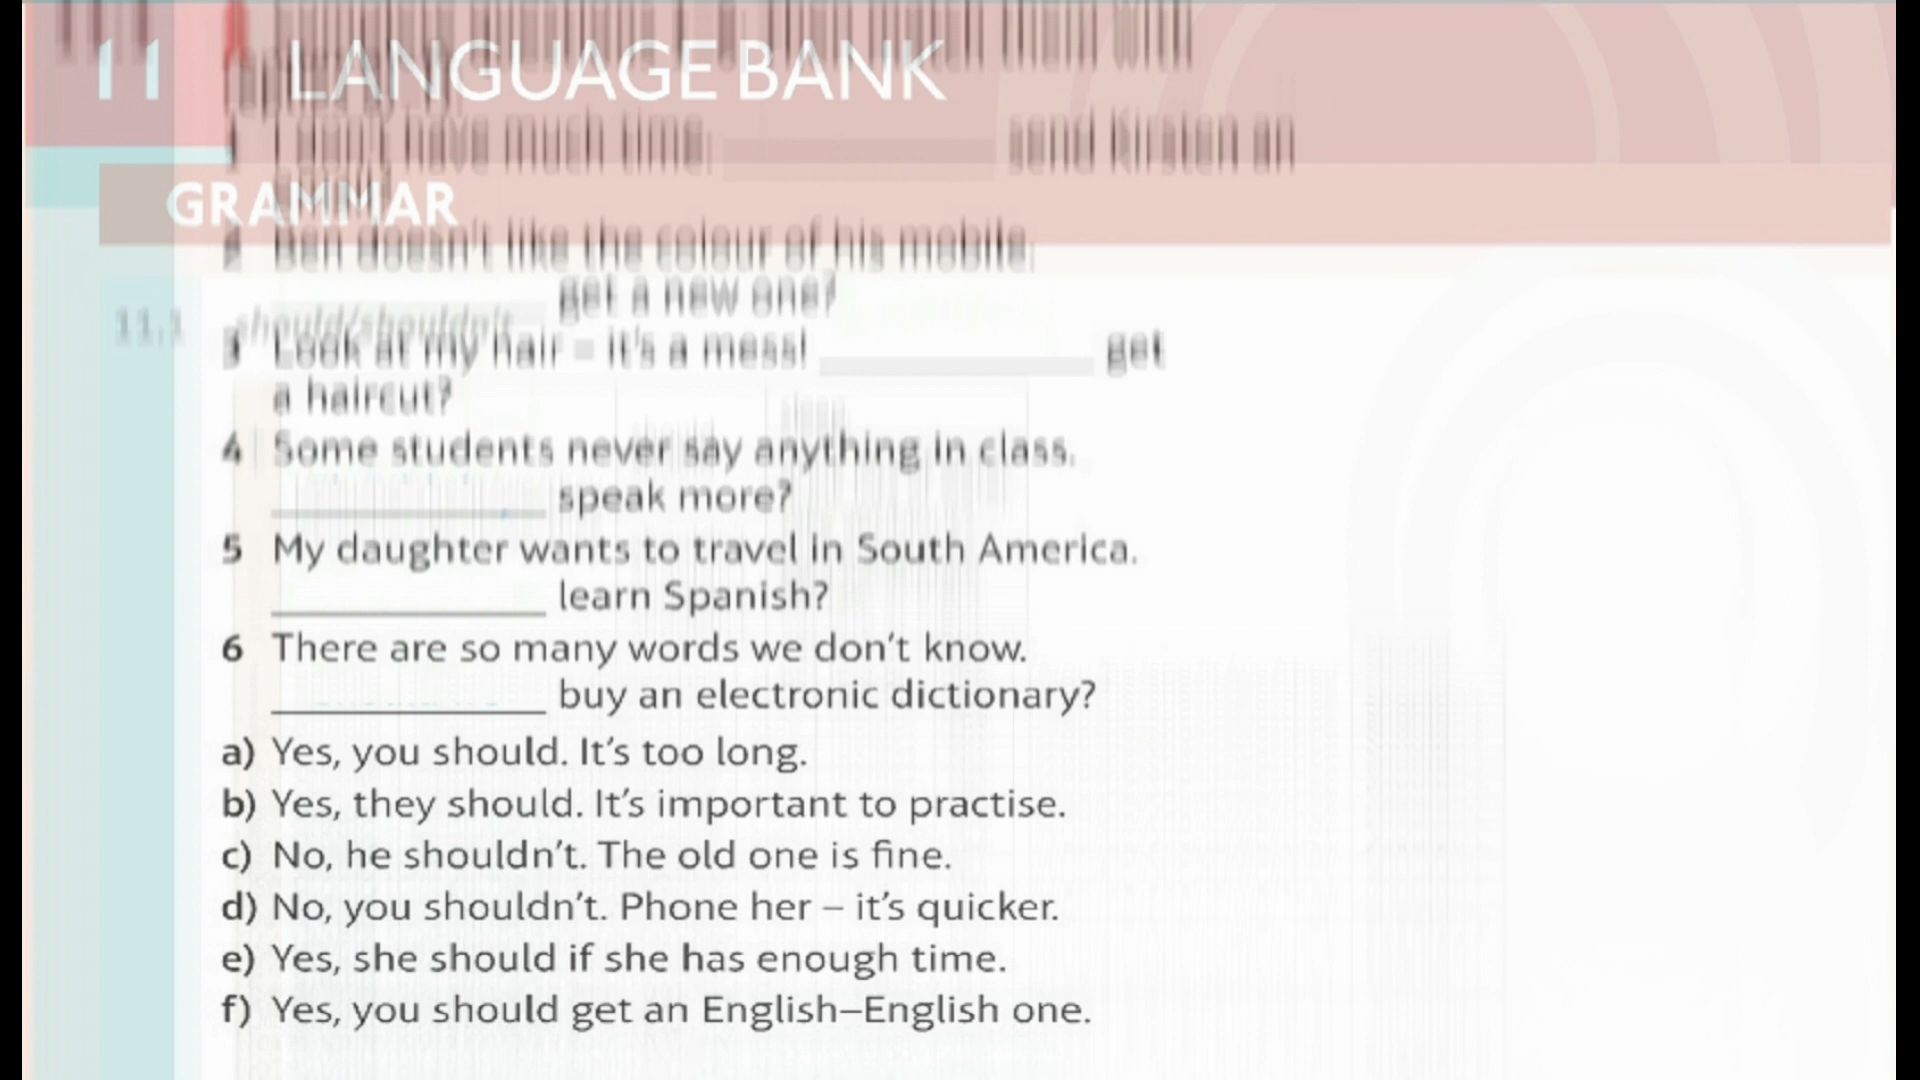 11 LANGUAGE BANK
GRAMMAR
1 I don't have much time. send Kirsten an
2 Ben doesn't like the colour of his mobile.
get a new one?
11.1 should/shouldn't
3 Look at my hair – it's a mess! get
a haircut?
4 Some students never say anything in class.
speak more?
5 My daughter wants to travel in South America.
learn Spanish?
6 There are so many words we don't know.
buy an electronic dictionary?
a) Yes, you should. It's too long.
b) Yes, they should. It's important to practise.
c) No, he shouldn't. The old one is fine.
d) No, you shouldn't. Phone her – it's quicker.
e) Yes, she should if she has enough time.
f) Yes, you should get an English–English one.